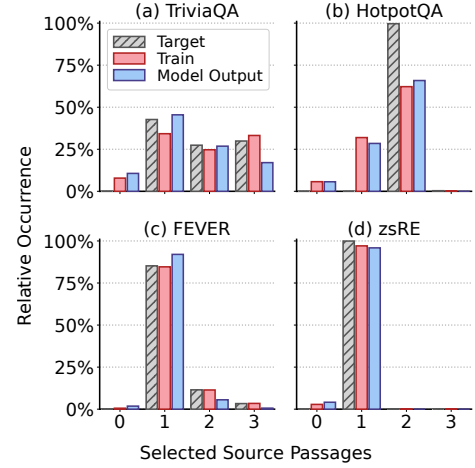 (a) TriviaQA
(b) HotpotQA
Target
Train
Model Output
100%
75%
50%
25%
0%
Relative Occurrence
(c) FEVER
(d) zsRE
100%
75%
50%
25%
0%
0 1 2 3
0 1 2 3
Selected Source Passages